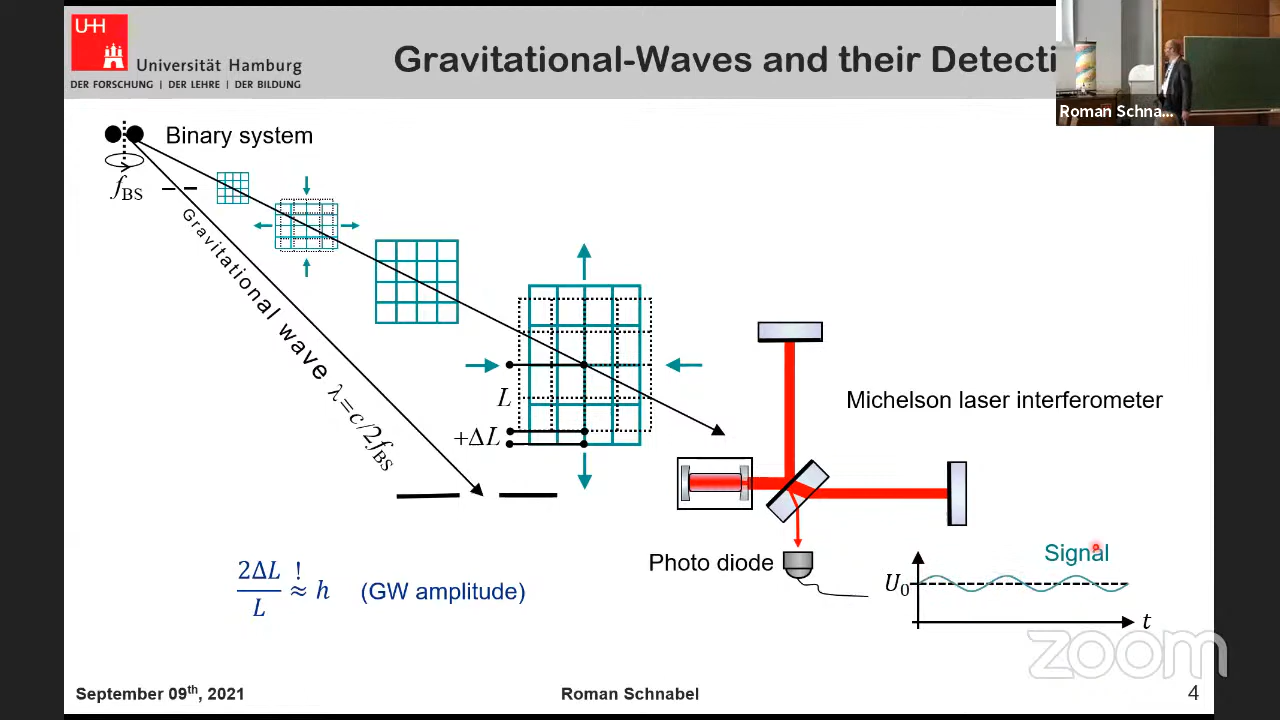 UHH
Universität Hamburg
DER FORSCHUNG | DER LEHRE | DER BILDUNG
Gravitational-Waves and their Detecti
Roman Schna...
Binary system
f_BS
Gravitational wave λ=c/2f_BS
L
+ΔL
Michelson laser interferometer
Photo diode
Signal
U₀
t
2ΔL/L ≈! h (GW amplitude)
zoom
September 09th, 2021
Roman Schnabel
4